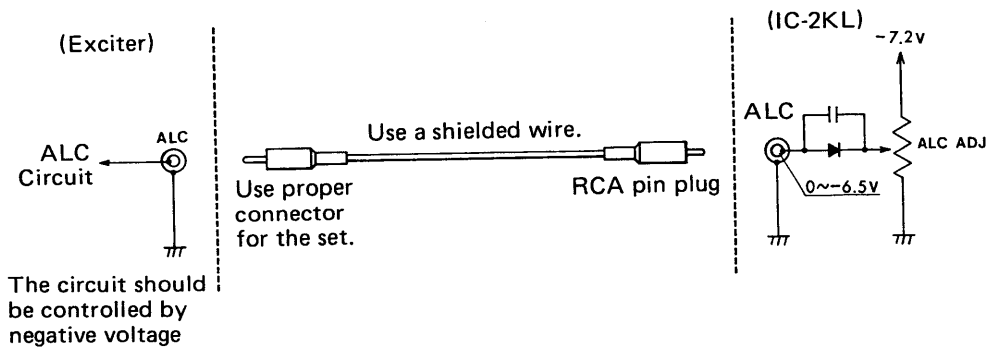 (Exciter)
ALC
ALC
Circuit
The circuit should
be controlled by
negative voltage
Use a shielded wire.
Use proper
connector
for the set.
RCA pin plug
(IC-2KL)
-7.2V
ALC
ALC ADJ
0~-6.5V